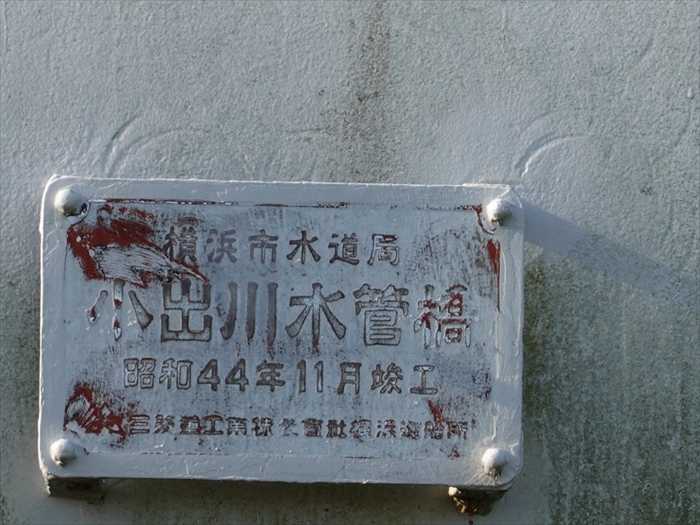 横浜市水道局
小出川水管橋
昭和44年11月竣工
三菱重工業株式會社横浜造船所